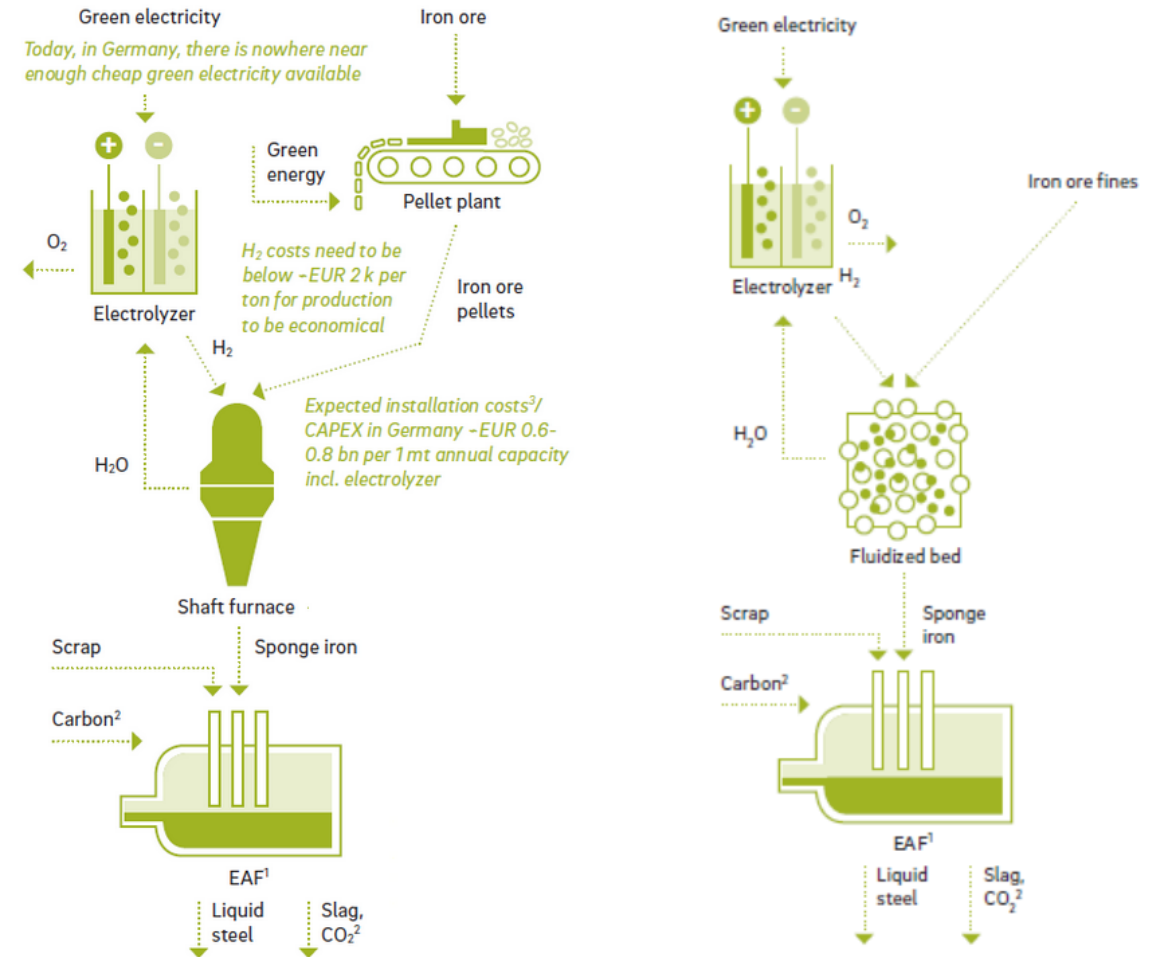 Green electricity
Today, in Germany, there is nowhere near
enough cheap green electricity available
Iron ore
+
-
Green
energy
Pellet plant
O₂
H₂ costs need to be
below ~EUR 2 k per
ton for production
to be economical
Iron ore
pellets
Electrolyzer
H₂
Expected installation costs³/
CAPEX in Germany ~EUR 0.6-
0.8 bn per 1 mt annual capacity
incl. electrolyzer
H₂O
Shaft furnace
Scrap
Sponge iron
Carbon²
EAF¹
Liquid
steel
Slag,
CO₂²
Green electricity
+
-
Iron ore fines
O₂
Electrolyzer
H₂
H₂O
Fluidized bed
Scrap
Sponge
iron
Carbon²
EAF¹
Liquid
steel
Slag,
CO₂²